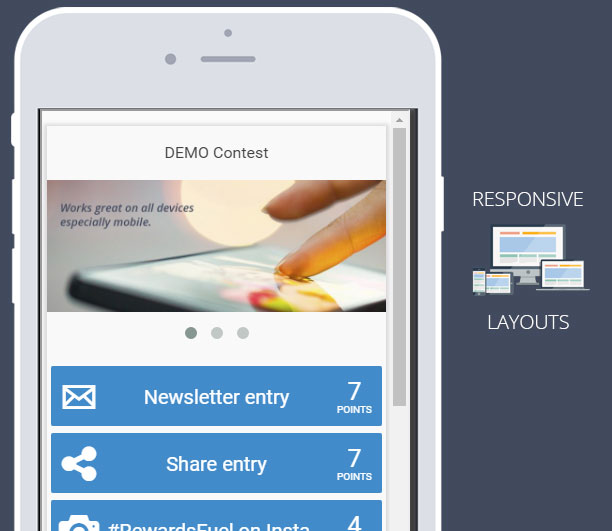 DEMO Contest
Works great on all devices
especially mobile.
Newsletter entry
7
POINTS
Share entry
7
POINTS
#RewardsFuel on Insta
4
RESPONSIVE
LAYOUTS